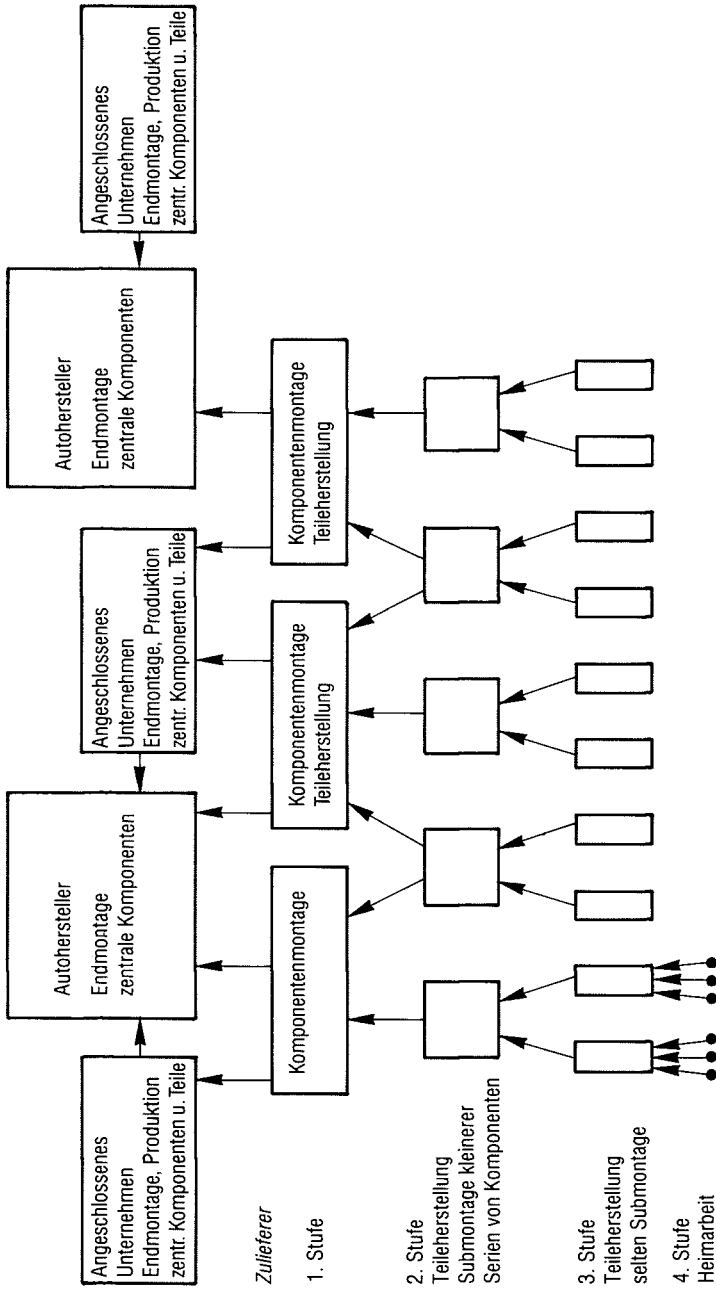 Angeschlossenes
Unternehmen
Endmontage, Produktion
zentr. Komponenten u. Teile
Autohersteller
Endmontage
zentrale Komponenten
Angeschlossenes
Unternehmen
Endmontage, Produktion
zentr. Komponenten u. Teile
Autohersteller
Endmontage
zentrale Komponenten
Angeschlossenes
Unternehmen
Endmontage, Produktion
zentr. Komponenten u. Teile
Zulieferer
1. Stufe
Komponentenmontage
Komponentenmontage
Teileherstellung
Komponentenmontage
Teileherstellung
2. Stufe
Teileherstellung
Submontage kleinerer
Serien von Komponenten
3. Stufe
Teileherstellung
selten Submontage
4. Stufe
Heimarbeit